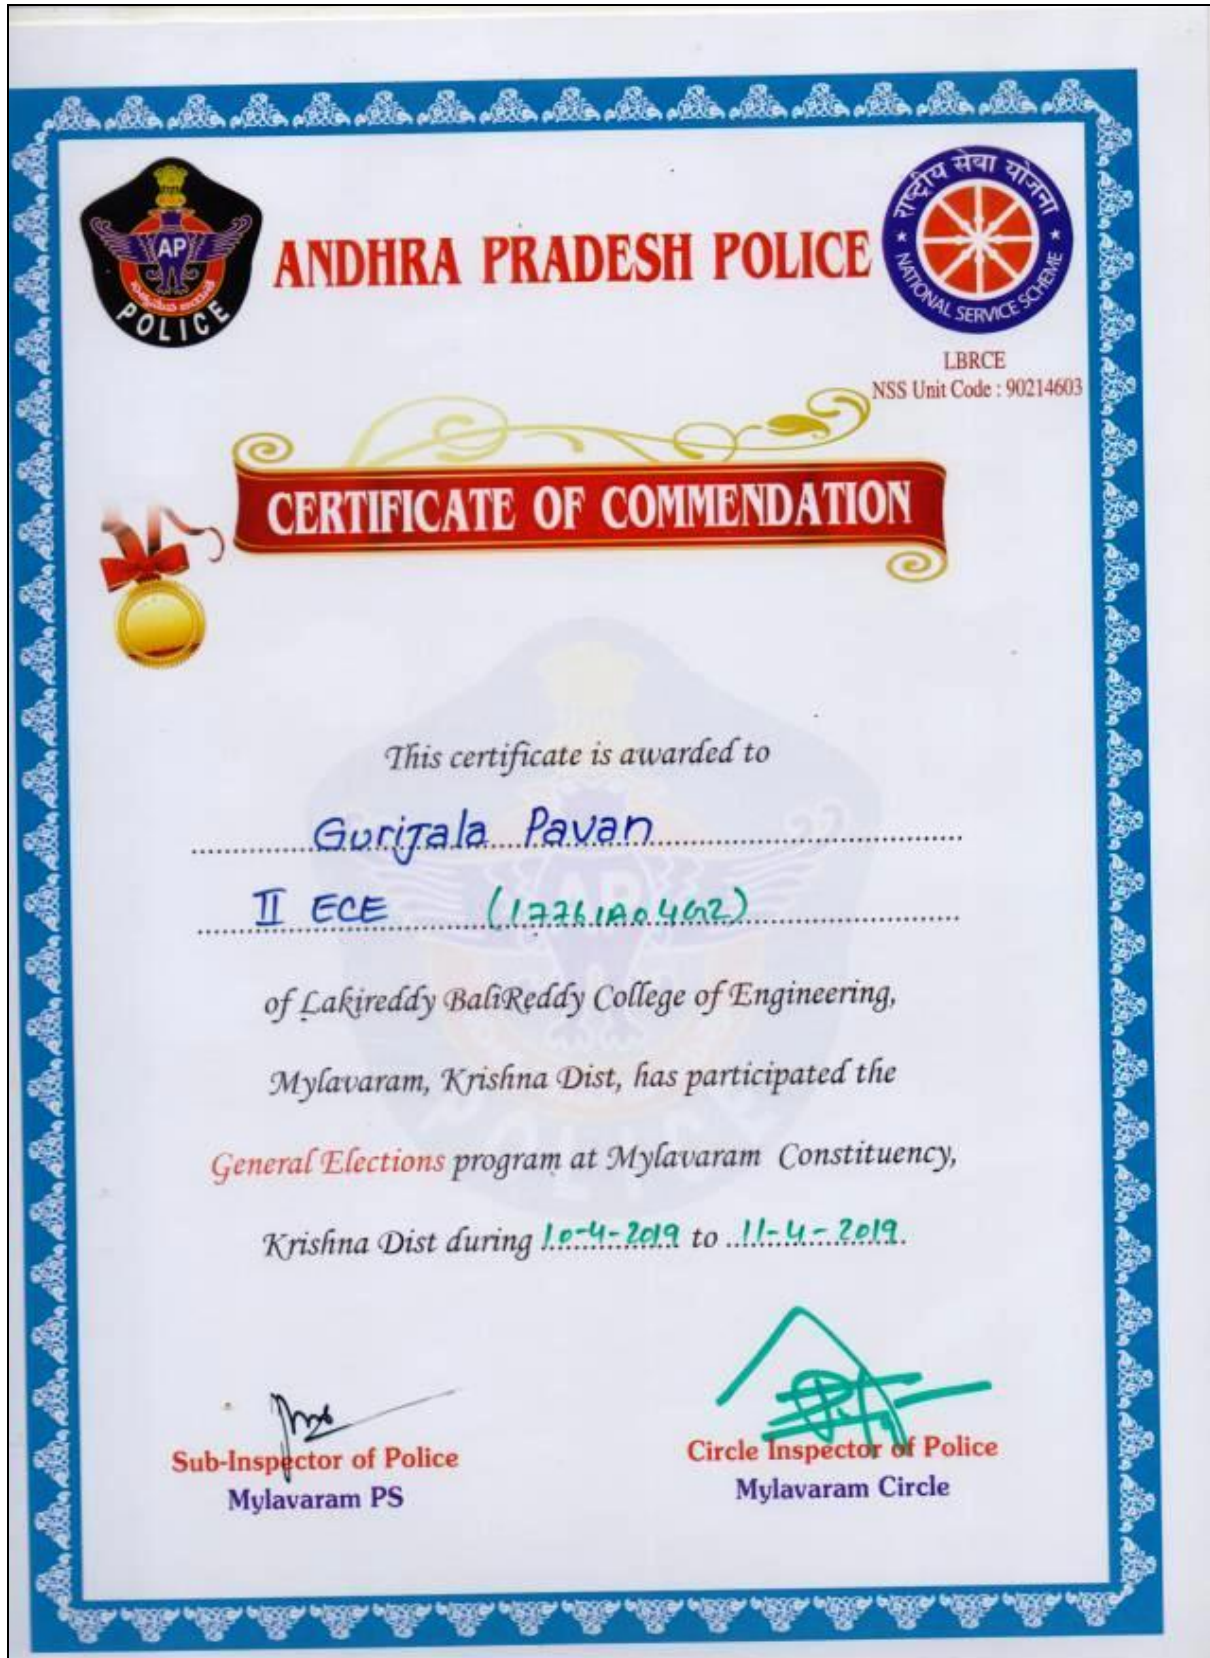 AP
POLICE
ANDHRA PRADESH POLICE
राष्ट्रीय सेवा योजना
NATIONAL SERVICE SCHEME
LBRCE
NSS Unit Code : 90214603
CERTIFICATE OF COMMENDATION
This certificate is awarded to
Gurijala Pavan
II ECE (17761A04G2)
of Lakireddy BaliReddy College of Engineering,
Mylavaram, Krishna Dist, has participated the
General Elections program at Mylavaram Constituency,
Krishna Dist during 10-4-2019 to 11-4-2019.
Sub-Inspector of Police
Mylavaram PS
Circle Inspector of Police
Mylavaram Circle